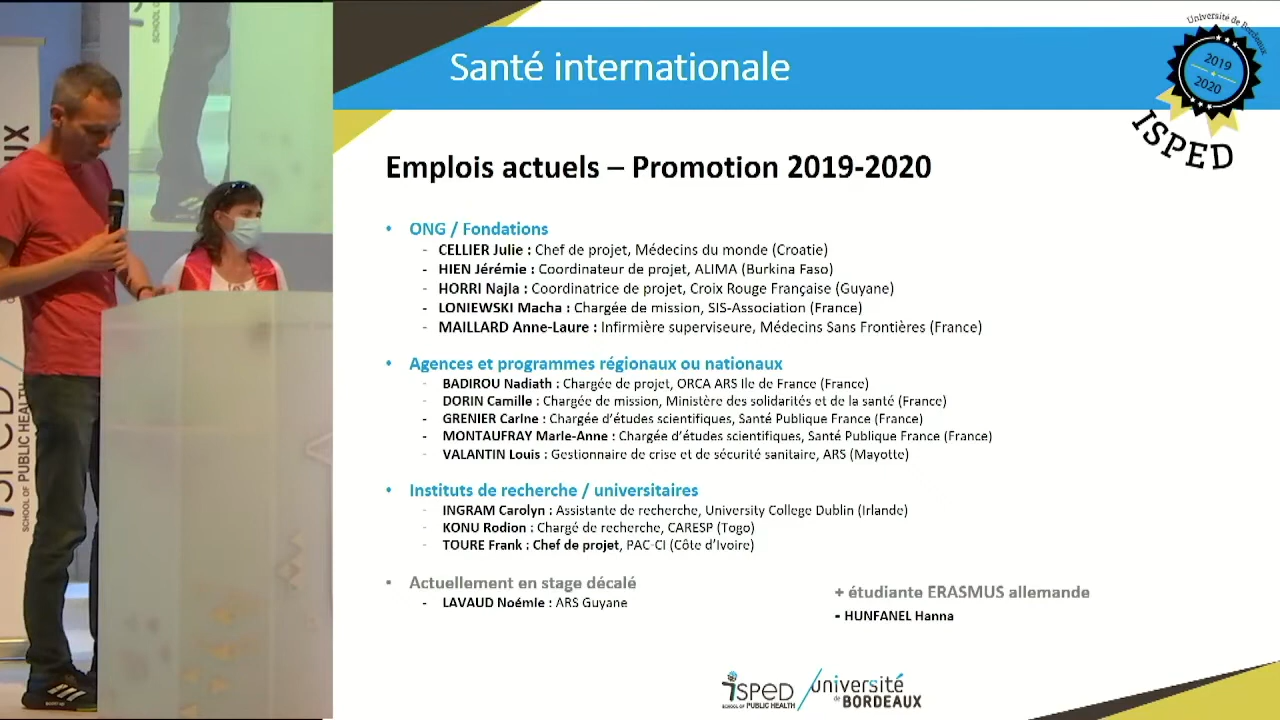 Santé internationale
Université de Bordeaux
2019
2020
ISPED
Emplois actuels – Promotion 2019-2020
• ONG / Fondations
- CELLIER Julie : Chef de projet, Médecins du monde (Croatie)
- HIEN Jérémie : Coordinateur de projet, ALIMA (Burkina Faso)
- HORRI Najla : Coordinatrice de projet, Croix Rouge Française (Guyane)
- LONIEWSKI Macha : Chargée de mission, SIS-Association (France)
- MAILLARD Anne-Laure : Infirmière superviseure, Médecins Sans Frontières (France)
• Agences et programmes régionaux ou nationaux
- BADIROU Nadiath : Chargée de projet, ORCA ARS Ile de France (France)
- DORIN Camille : Chargée de mission, Ministère des solidarités et de la santé (France)
- GRENIER Carine : Chargée d'études scientifiques, Santé Publique France (France)
- MONTAUFRAY Marie-Anne : Chargée d'études scientifiques, Santé Publique France (France)
- VALANTIN Louis : Gestionnaire de crise et de sécurité sanitaire, ARS (Mayotte)
• Instituts de recherche / universitaires
- INGRAM Carolyn : Assistante de recherche, University College Dublin (Irlande)
- KONU Rodion : Chargé de recherche, CARESP (Togo)
- TOURE Frank : Chef de projet, PAC-CI (Côte d'Ivoire)
▪ Actuellement en stage décalé
- LAVAUD Noémie : ARS Guyane
+ étudiante ERASMUS allemande
- HUNFANEL Hanna
ISPED
SCHOOL OF PUBLIC HEALTH
université
de BORDEAUX
SCHOOL OF PUBLIC HEALTH